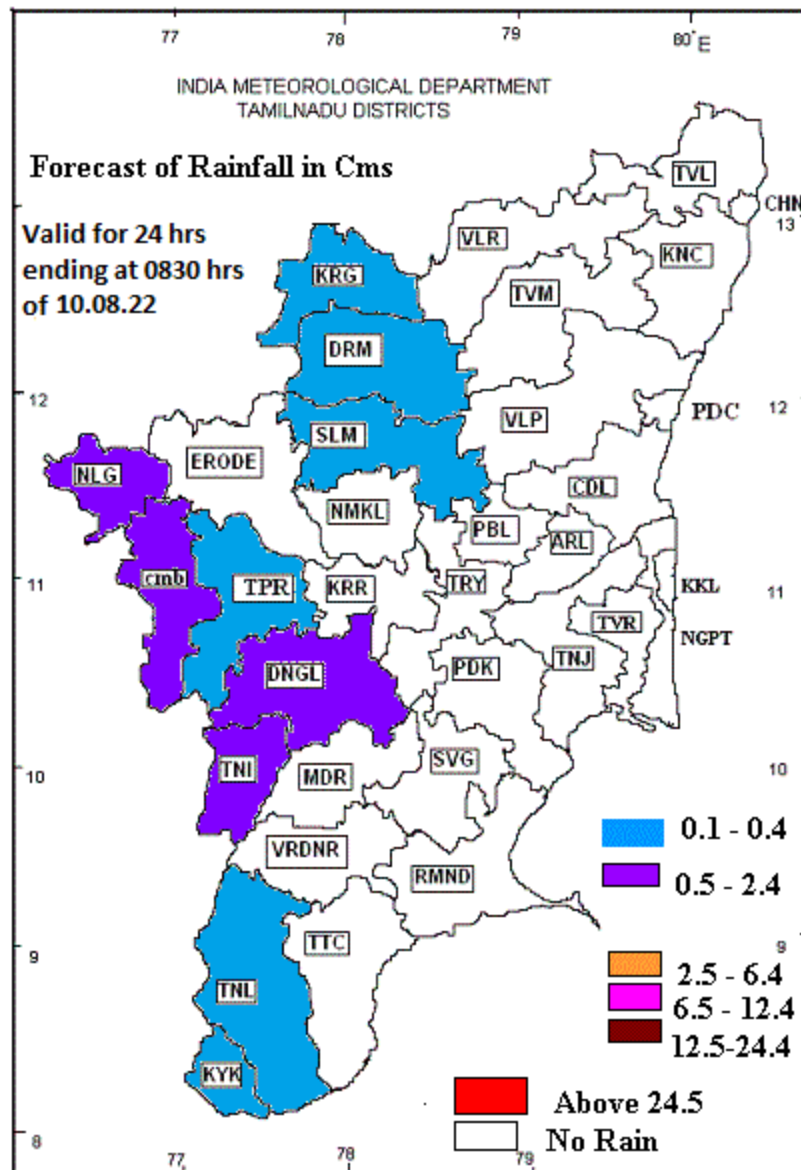 77 78 79 80°E
INDIA METEOROLOGICAL DEPARTMENT
TAMILNADU DISTRICTS
Forecast of Rainfall in Cms
Valid for 24 hrs
ending at 0830 hrs
of 10.08.22
TVL
CHN
13
VLR
KNC
KRG
TVM
DRM
12
12
PDC
VLP
SLM
ERODE
NLG
CDL
NMKL
PBL
ARL
11
cmb
TPR
KRR
TRY
KKL
11
TVR
NGPT
DNGL
PDK
TNJ
10
TNI
MDR
SVG
10
0.1 - 0.4
VRDNR
RMND
0.5 - 2.4
9
TTC
9
2.5 - 6.4
TNL
6.5 - 12.4
12.5-24.4
KYK
Above 24.5
8
No Rain
77 78 79